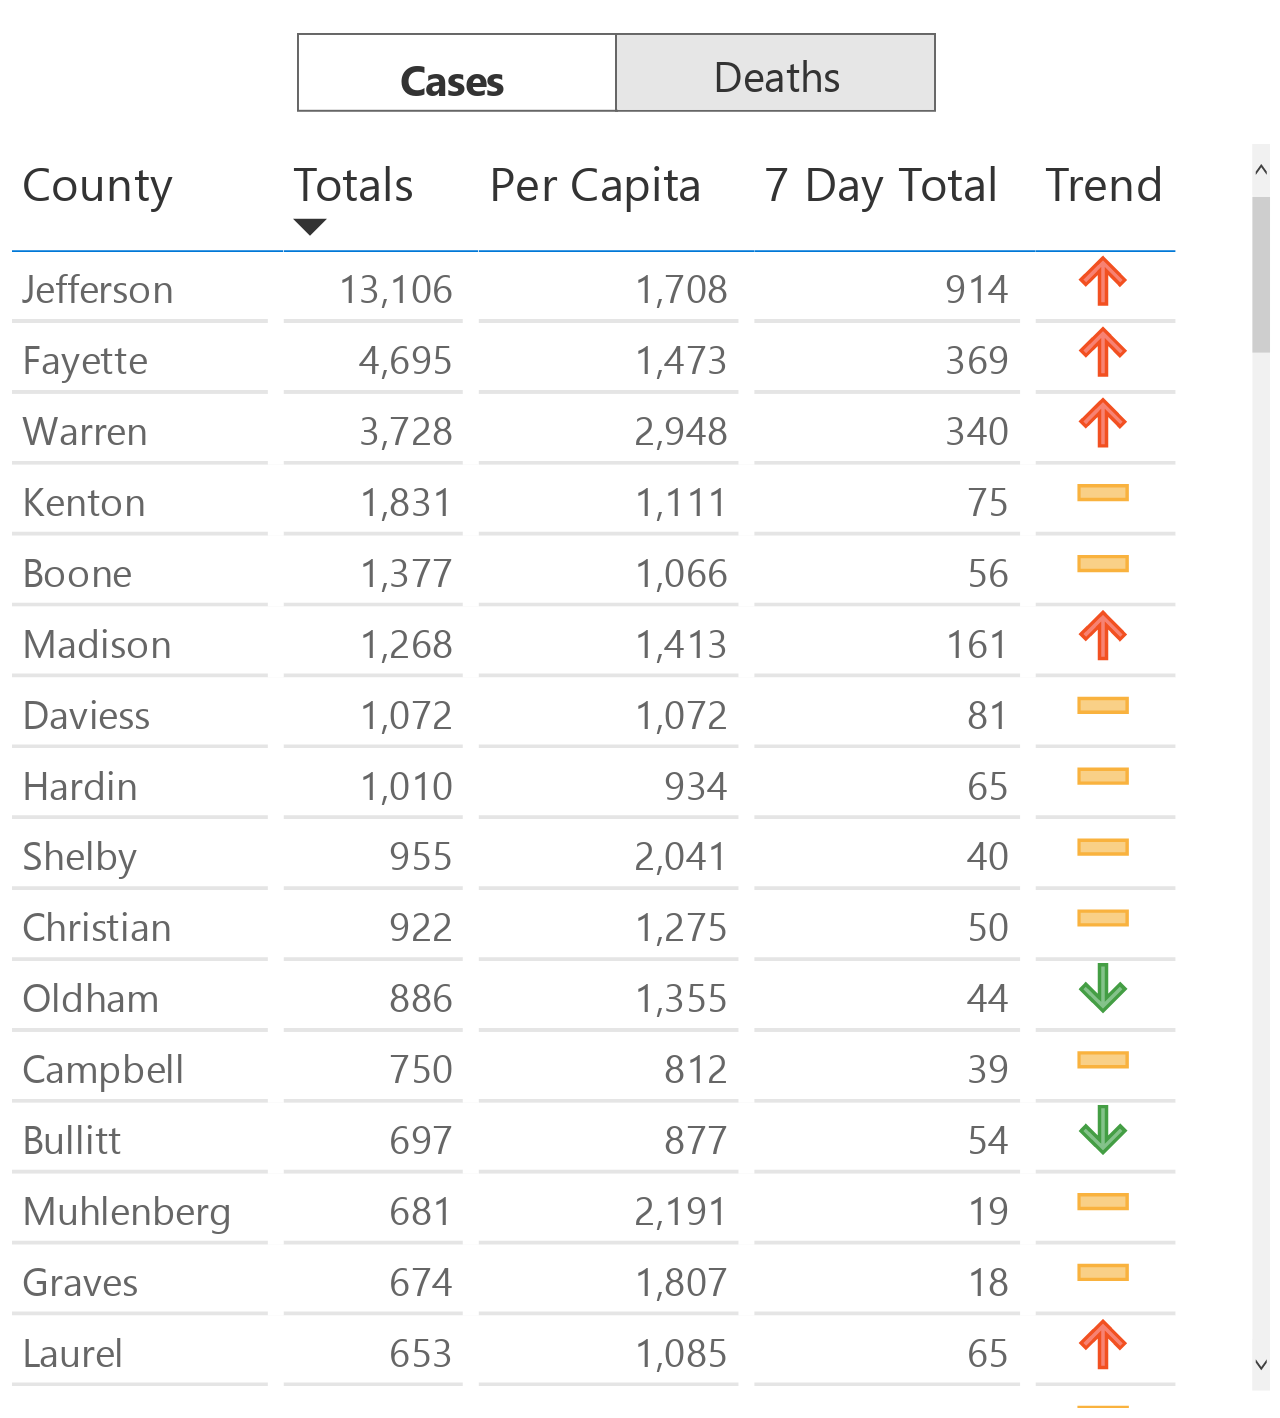 Cases Deaths
County Totals Per Capita 7 Day Total Trend
Jefferson 13,106 1,708 914
Fayette 4,695 1,473 369
Warren 3,728 2,948 340
Kenton 1,831 1,111 75
Boone 1,377 1,066 56
Madison 1,268 1,413 161
Daviess 1,072 1,072 81
Hardin 1,010 934 65
Shelby 955 2,041 40
Christian 922 1,275 50
Oldham 886 1,355 44
Campbell 750 812 39
Bullitt 697 877 54
Muhlenberg 681 2,191 19
Graves 674 1,807 18
Laurel 653 1,085 65